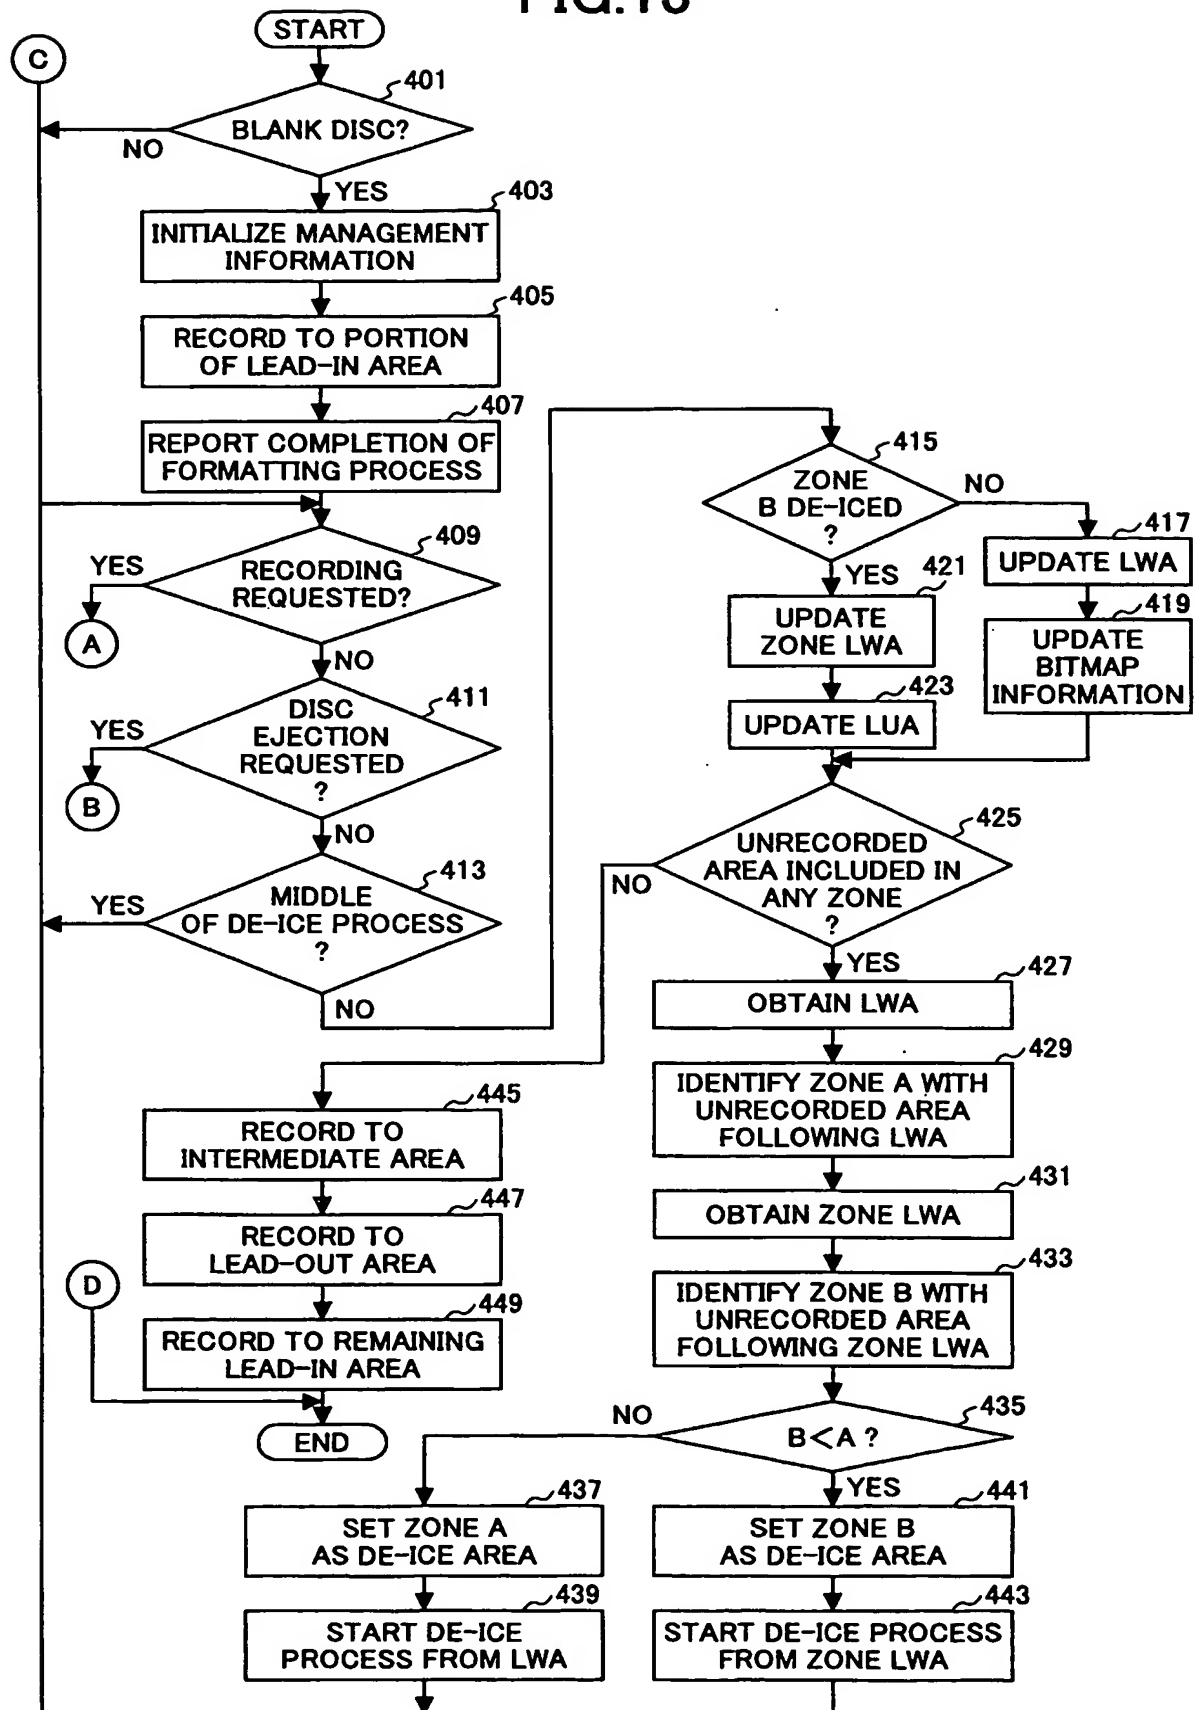 START
C
401
BLANK DISC?
NO
YES
403
INITIALIZE MANAGEMENT
INFORMATION
405
RECORD TO PORTION
OF LEAD-IN AREA
407
REPORT COMPLETION OF
FORMATTING PROCESS
409
YES
RECORDING
REQUESTED?
A
NO
411
YES
DISC
EJECTION
REQUESTED
?
B
NO
413
YES
MIDDLE
OF DE-ICE PROCESS
?
NO
415
ZONE
B DE-ICED
?
NO
YES
417
UPDATE LWA
419
UPDATE
BITMAP
INFORMATION
421
UPDATE
ZONE LWA
423
UPDATE LUA
425
UNRECORDED
AREA INCLUDED IN
ANY ZONE
?
NO
YES
427
OBTAIN LWA
429
IDENTIFY ZONE A WITH
UNRECORDED AREA
FOLLOWING LWA
431
OBTAIN ZONE LWA
433
IDENTIFY ZONE B WITH
UNRECORDED AREA
FOLLOWING ZONE LWA
435
B<A ?
NO
YES
437
SET ZONE A
AS DE-ICE AREA
439
START DE-ICE
PROCESS FROM LWA
441
SET ZONE B
AS DE-ICE AREA
443
START DE-ICE PROCESS
FROM ZONE LWA
445
RECORD TO
INTERMEDIATE AREA
447
RECORD TO
LEAD-OUT AREA
D
449
RECORD TO REMAINING
LEAD-IN AREA
END